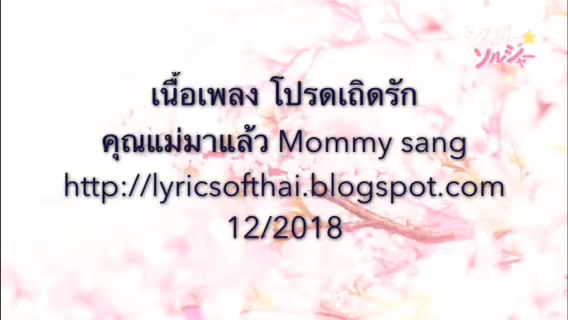 ソルジャー
เนื้อเพลง โปรดเถิดรัก
คุณแม่มาแล้ว Mommy sang
http://lyricsofthai.blogspot.com
12/2018